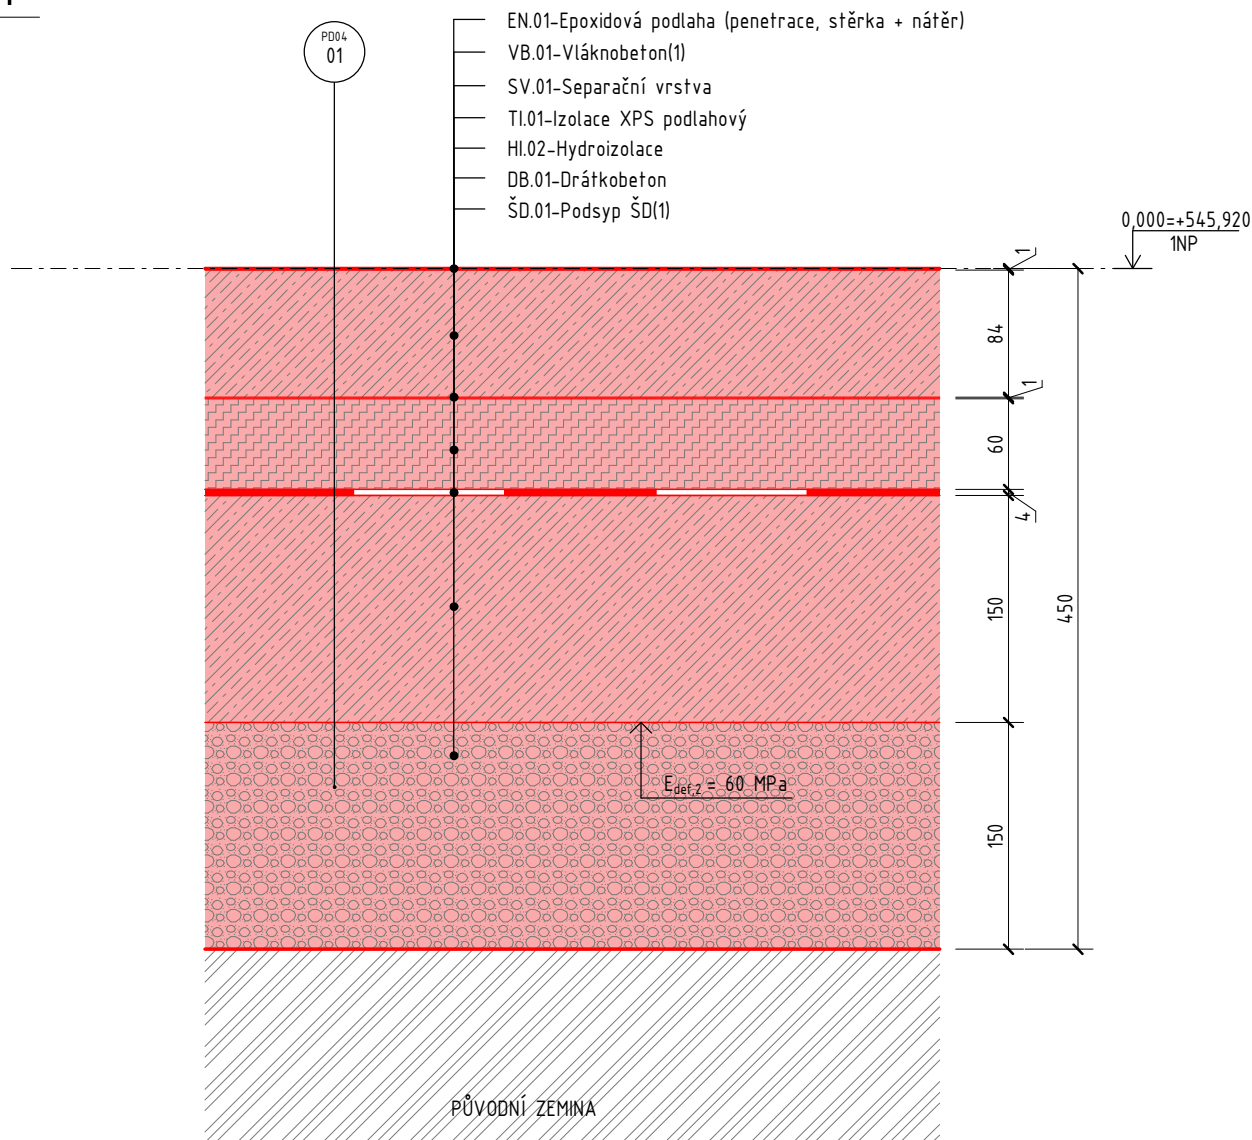 EN.01-Epoxidová podlaha (penetrace, stěrka + nátěr)
PD04
01
VB.01-Vláknobeton(1)
SV.01-Separační vrstva
TI.01-Izolace XPS podlahový
HI.02-Hydroizolace
DB.01-Drátkobeton
ŠD.01-Podsyp ŠD(1)
0,000=+545,920
1NP
1
84
1
60
4
150
450
Edef,2 = 60 MPa
150
PŮVODNÍ ZEMINA